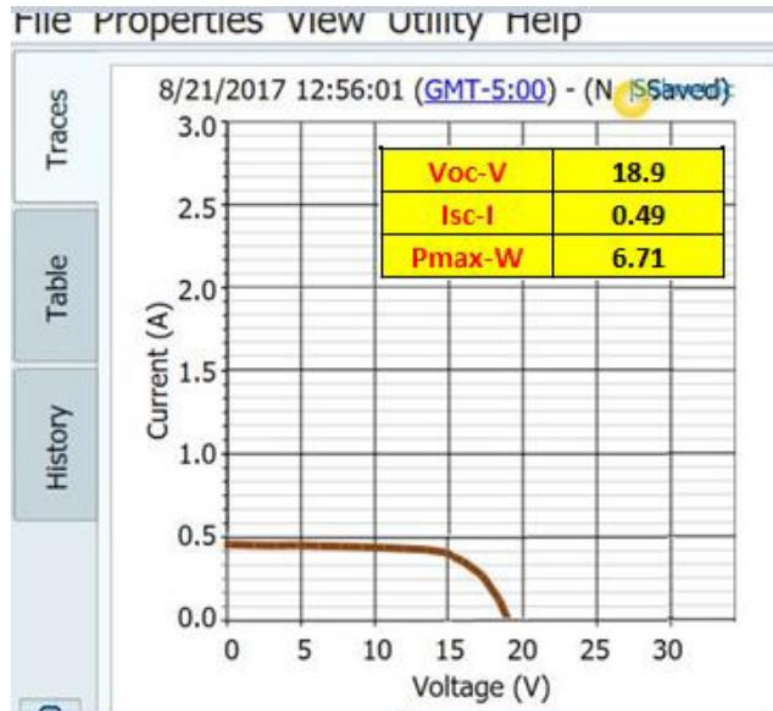 File Properties View Utility Help
8/21/2017 12:56:01 (GMT-5:00) - (N Saved)
Traces
Table
History
Voc-V 18.9
Isc-I 0.49
Pmax-W 6.71
Current (A)
3.0
2.5
2.0
1.5
1.0
0.5
0.0
0 5 10 15 20 25 30
Voltage (V)